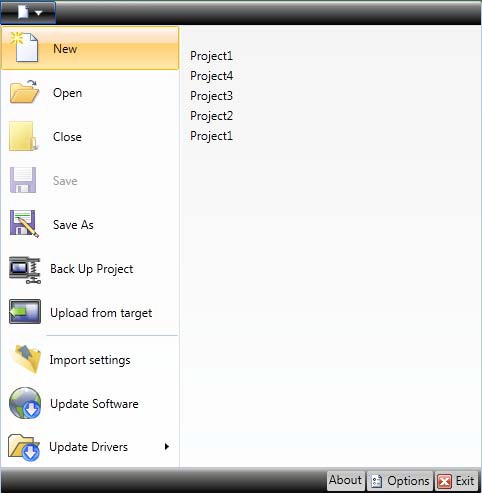 New
Open
Close
Save
Save As
Back Up Project
Upload from target
Import settings
Update Software
Update Drivers
Project1
Project4
Project3
Project2
Project1
About
Options
Exit